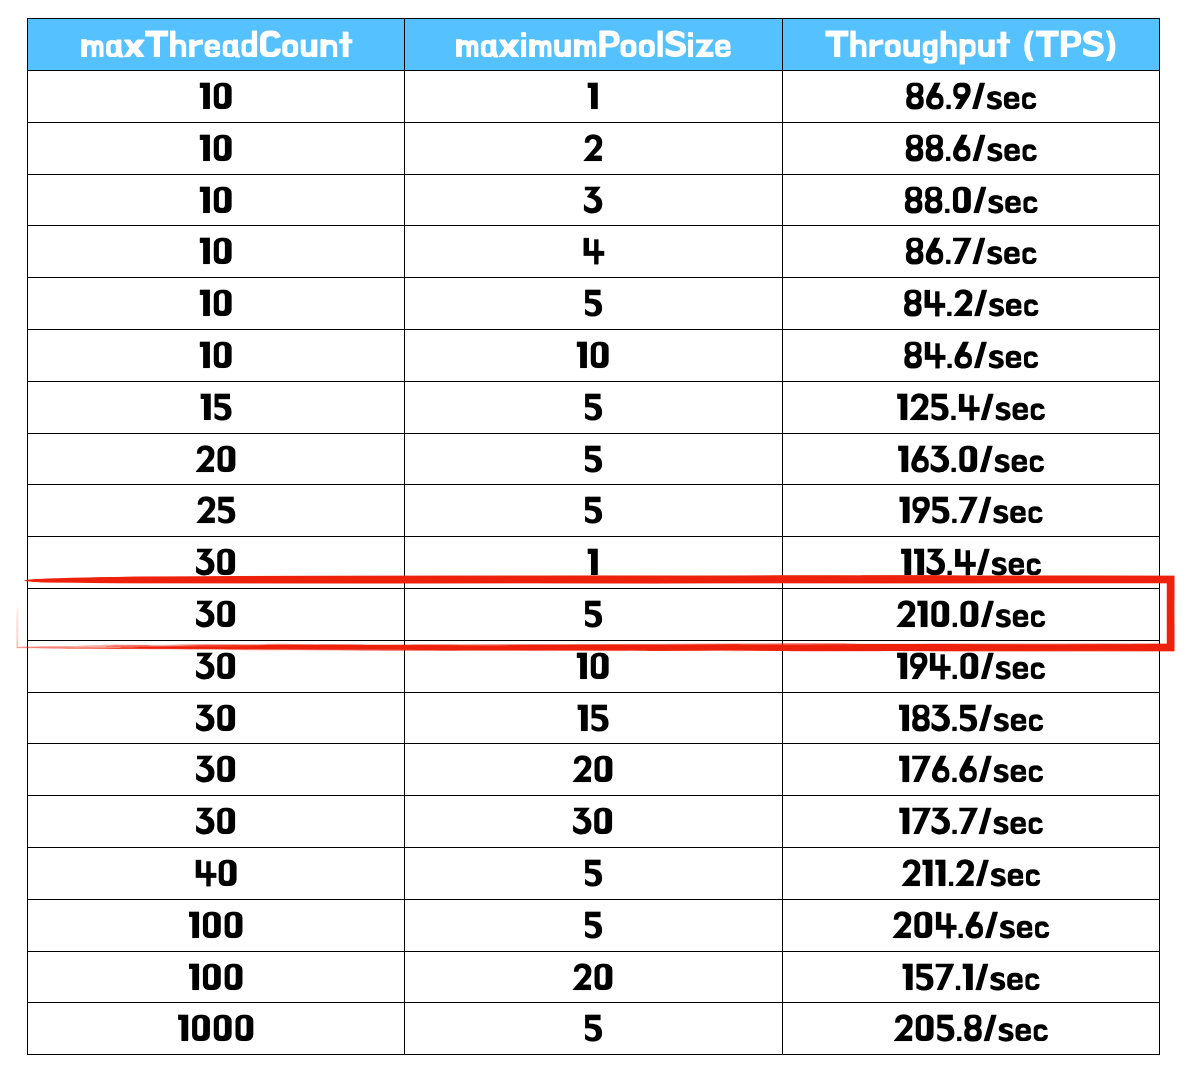 maxThreadCount maximumPoolSize Throughput (TPS)
10 1 86.9/sec
10 2 88.6/sec
10 3 88.0/sec
10 4 86.7/sec
10 5 84.2/sec
10 10 84.6/sec
15 5 125.4/sec
20 5 163.0/sec
25 5 195.7/sec
30 1 113.4/sec
30 5 210.0/sec
30 10 194.0/sec
30 15 183.5/sec
30 20 176.6/sec
30 30 173.7/sec
40 5 211.2/sec
100 5 204.6/sec
100 20 157.1/sec
1000 5 205.8/sec